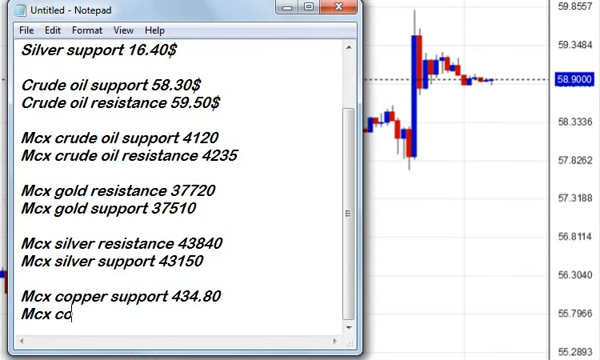 Untitled - Notepad
File Edit Format View Help
Silver support 16.40$
Crude oil support 58.30$
Crude oil resistance 59.50$
Mcx crude oil support 4120
Mcx crude oil resistance 4235
Mcx gold resistance 37720
Mcx gold support 37510
Mcx silver resistance 43840
Mcx silver support 43150
Mcx copper support 434.80
Mcx co
59.8557
59.3484
58.9000
58.3336
57.8262
57.3188
56.8114
56.3040
55.7966
55.2893